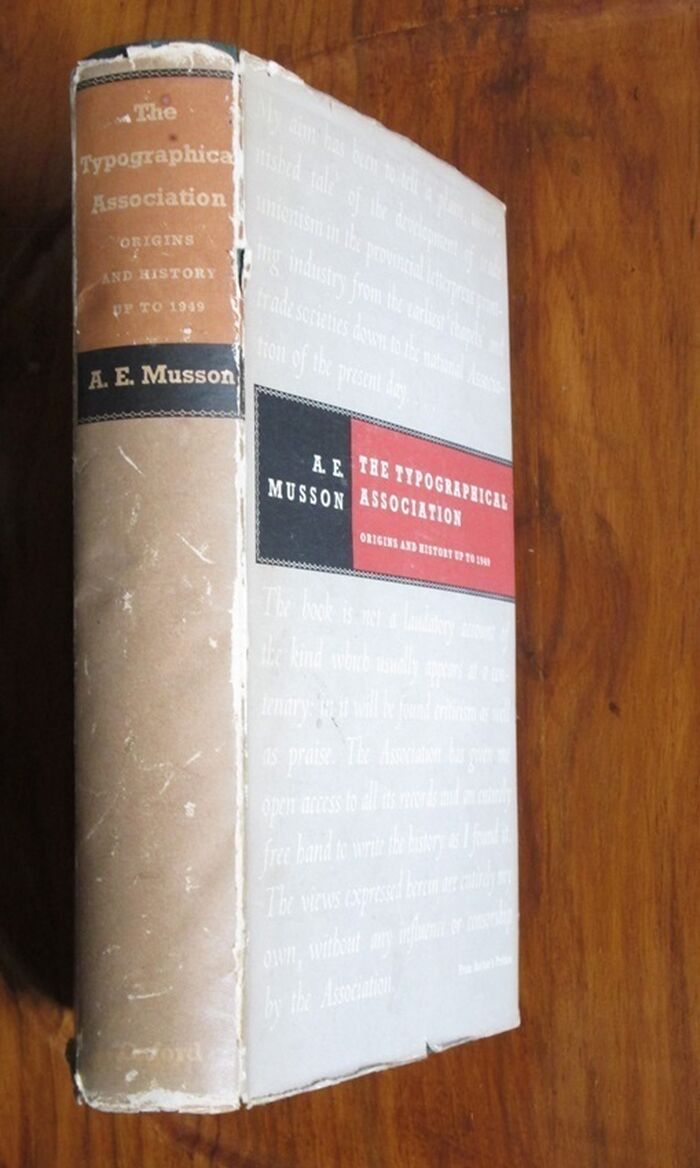 The
Typographica
Association
ORIGINS
AND HISTORY
UP TO 1949
A. E. Musson
My aim has been to tell a plain, unvar-
nished tale' of the development of trade
unionism in the provincial letterpress print-
ing industry from the earliest 'chapels' and
trade societies down to the national Associa-
tion of the present day
A. E.
MUSSON
THE TYPOGRAPHICAL
ASSOCIATION
ORIGINS AND HISTORY UP TO 1949
The book is not a laudatory account of
the kind which usually appears at a cen-
tenary: in it will be found criticism as well
as praise. The Association has given me
open access to all its records and an entirely
free hand to write the history as I found it.
The views expressed herein are entirely my
own, without any influence or censorship
by the Association.
From Author's Preface